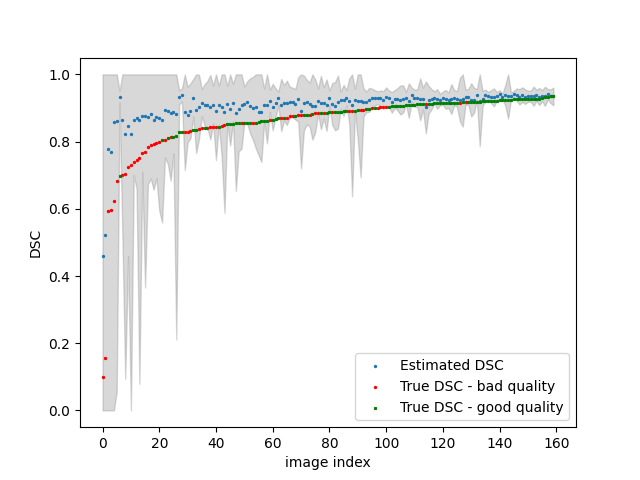 1.0
0.8
0.6
0.4
0.2
0.0
DSC
0 20 40 60 80 100 120 140 160
image index
Estimated DSC
True DSC - bad quality
True DSC - good quality